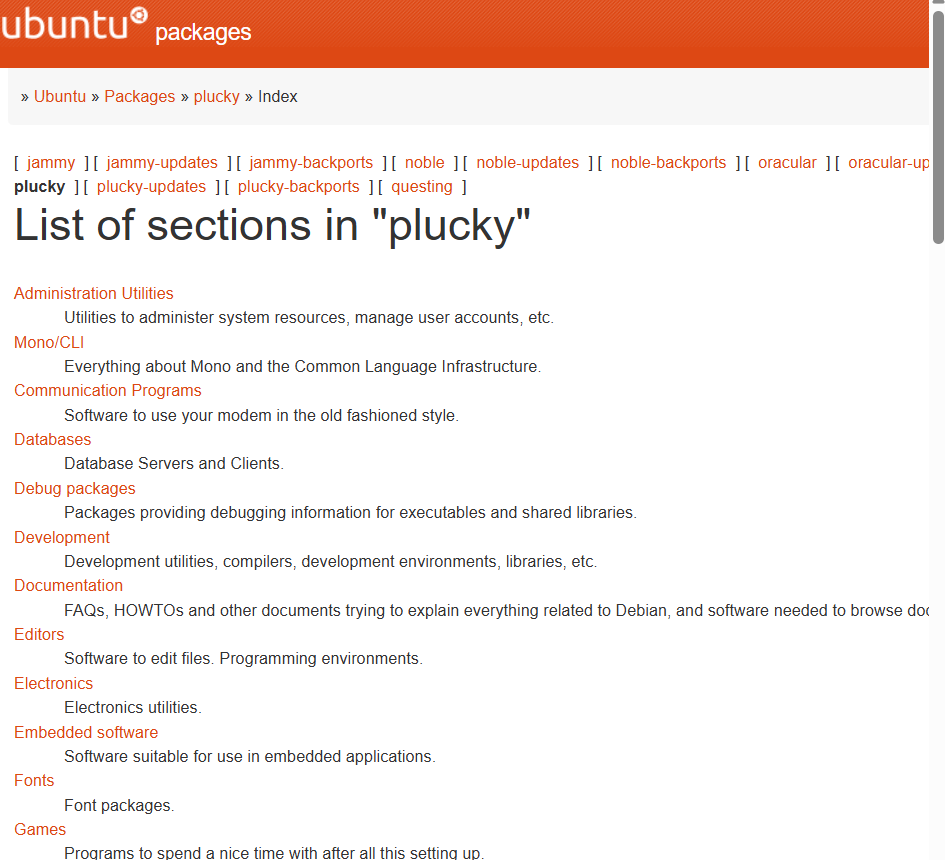 ubuntu packages
» Ubuntu » Packages » plucky » Index
[ jammy ] [ jammy-updates ] [ jammy-backports ] [ noble ] [ noble-updates ] [ noble-backports ] [ oracular ] [ oracular-up
plucky ] [ plucky-updates ] [ plucky-backports ] [ questing ]
List of sections in "plucky"
Administration Utilities
Utilities to administer system resources, manage user accounts, etc.
Mono/CLI
Everything about Mono and the Common Language Infrastructure.
Communication Programs
Software to use your modem in the old fashioned style.
Databases
Database Servers and Clients.
Debug packages
Packages providing debugging information for executables and shared libraries.
Development
Development utilities, compilers, development environments, libraries, etc.
Documentation
FAQs, HOWTOs and other documents trying to explain everything related to Debian, and software needed to browse doc
Editors
Software to edit files. Programming environments.
Electronics
Electronics utilities.
Embedded software
Software suitable for use in embedded applications.
Fonts
Font packages.
Games
Programs to spend a nice time with after all this setting up.